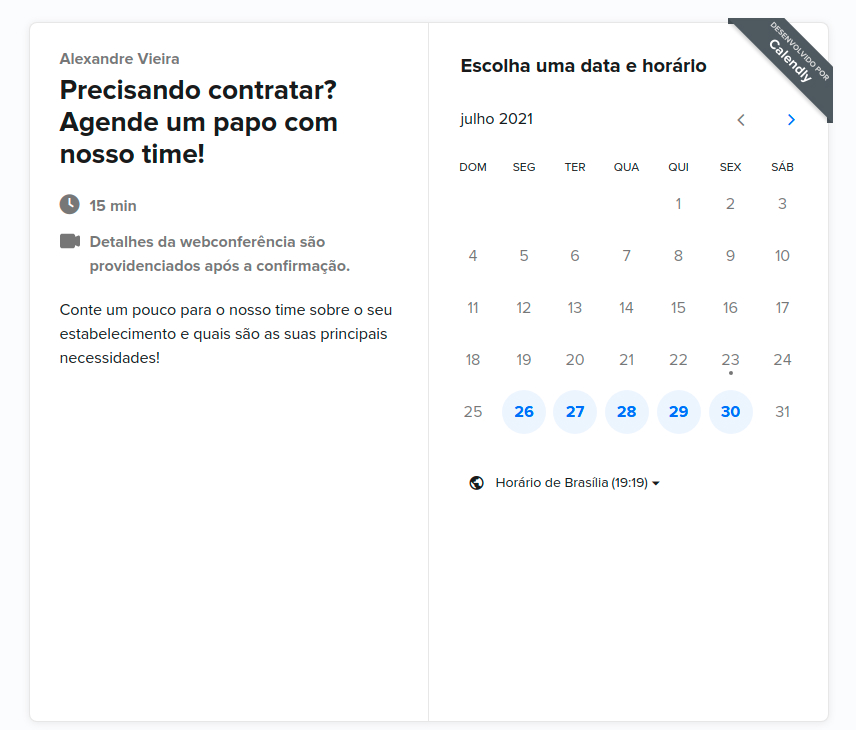 Alexandre Vieira
Precisando contratar?
Agende um papo com
nosso time!
15 min
Detalhes da webconferência são
providenciados após a confirmação.
Conte um pouco para o nosso time sobre o seu
estabelecimento e quais são as suas principais
necessidades!
DESENVOLVIDO POR
Calendly
Escolha uma data e horário
julho 2021
DOM SEG TER QUA QUI SEX SÁB
1 2 3
4 5 6 7 8 9 10
11 12 13 14 15 16 17
18 19 20 21 22 23 24
25 26 27 28 29 30 31
Horário de Brasília (19:19)